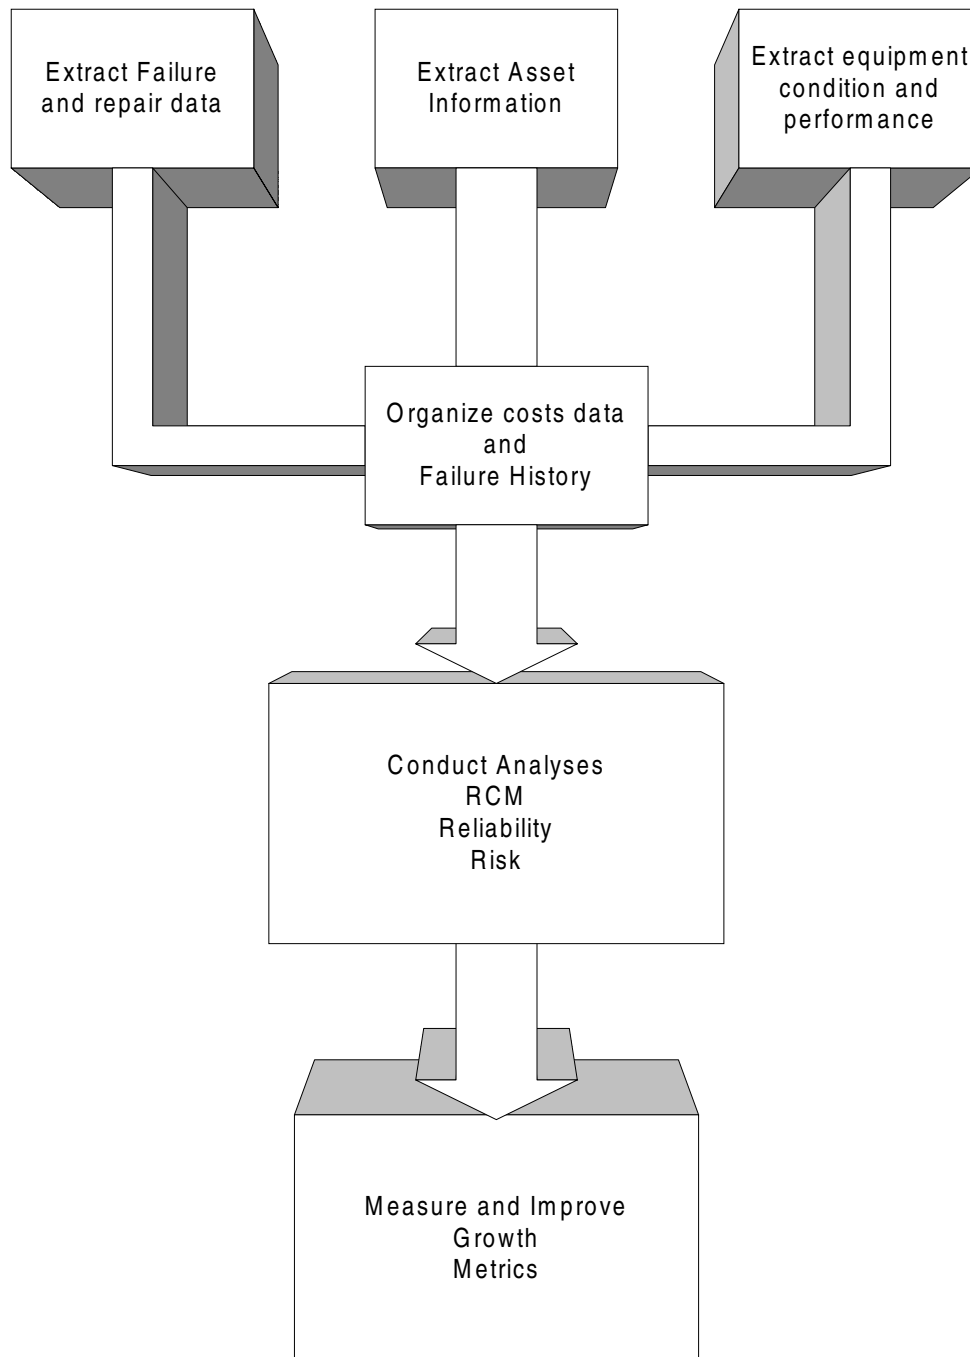 Extract Failure
and repair data
Extract Asset
Information
Extract equipment
condition and
performance
Organize costs data
and
Failure History
Conduct Analyses
RCM
Reliability
Risk
Measure and Improve
Growth
Metrics